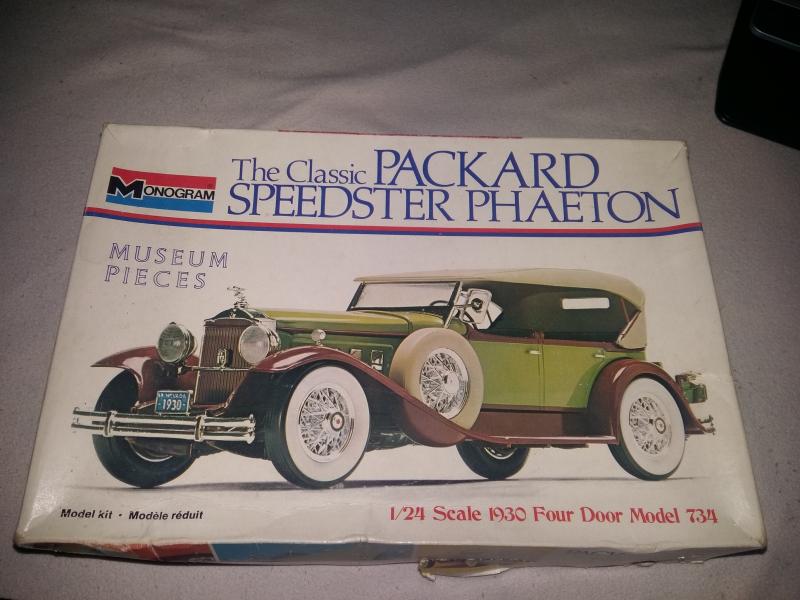 MONOGRAM
The Classic PACKARD
SPEEDSTER PHAETON
MUSEUM
PIECES
NEVADA
1930
Model kit • Modèle réduit
1/24 Scale 1930 Four Door Model 734